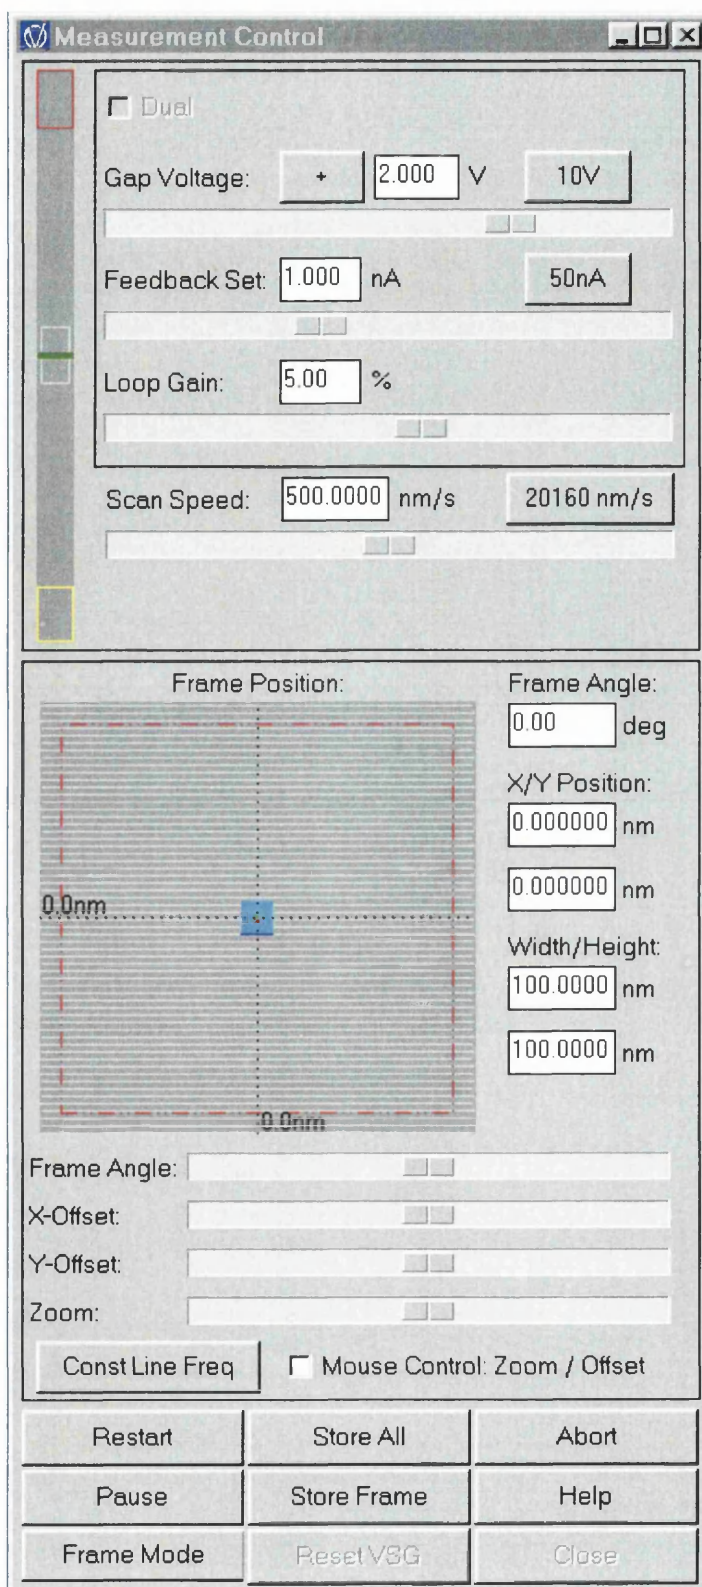 Measurement Control
Dual
Gap Voltage: + 2.000 V 10V
Feedback Set: 1.000 nA 50nA
Loop Gain: 5.00 %
Scan Speed: 500.0000 nm/s 20160 nm/s
Frame Position: Frame Angle:
0.00 deg
X/Y Position:
0.000000 nm
0.0nm 0.000000 nm
Width/Height:
100.0000 nm
100.0000 nm
0.0nm
Frame Angle:
X-Offset:
Y-Offset:
Zoom:
Const Line Freq Mouse Control: Zoom / Offset
Restart Store All Abort
Pause Store Frame Help
Frame Mode Reset VSG Close